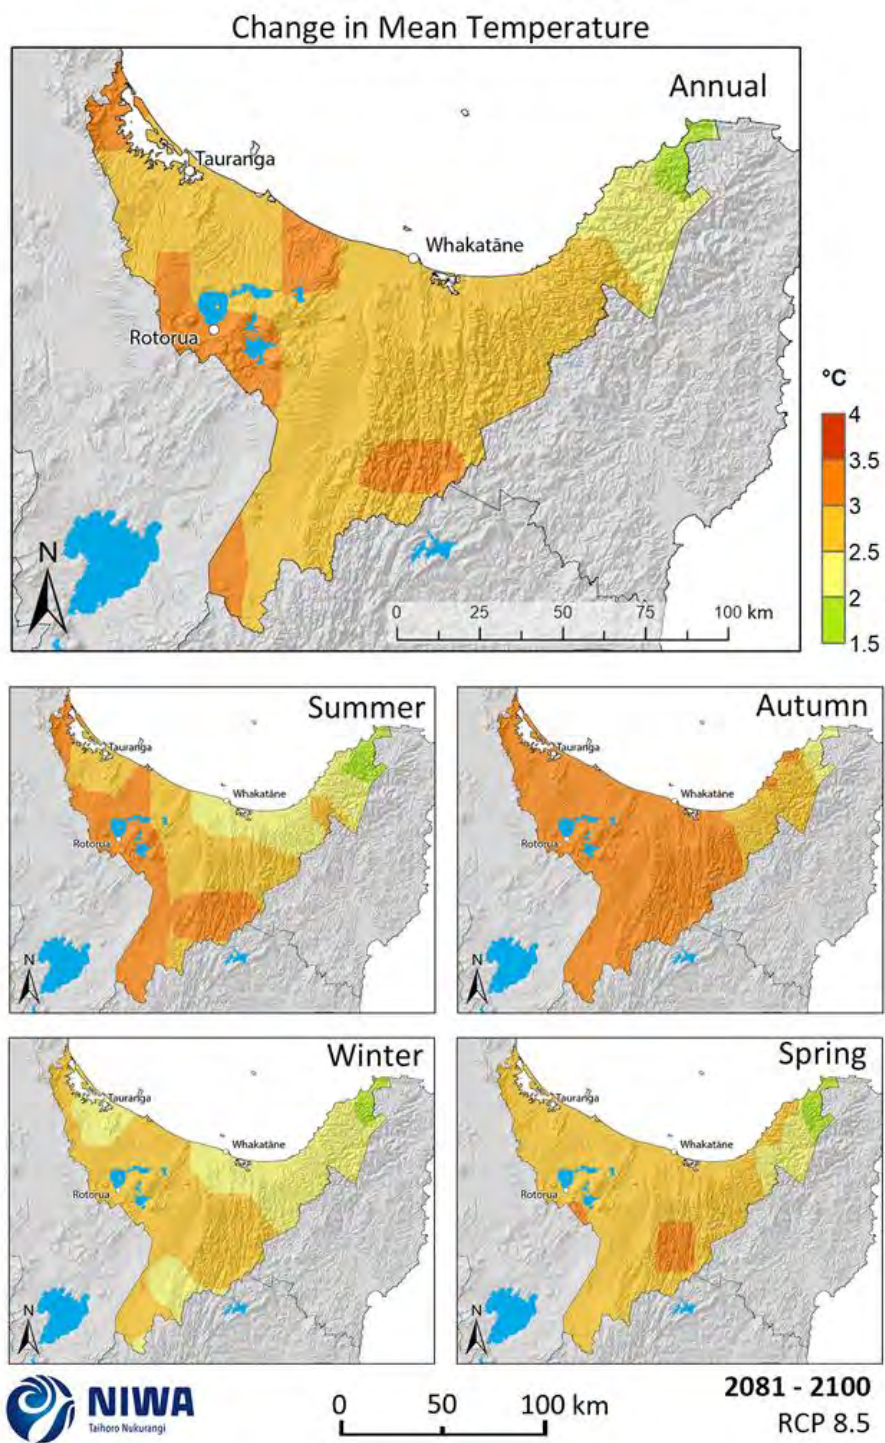 Change in Mean Temperature
Annual
Tauranga
Whakatāne
Rotorua
°C
4
3.5
3
2.5
2
1.5
N
0 25 50 75 100 km
Summer
Tauranga
Whakatāne
Rotorua
N
Autumn
Tauranga
Whakatāne
Rotorua
N
Winter
Tauranga
Whakatāne
Rotorua
N
Spring
Tauranga
Whakatāne
Rotorua
N
NIWA
Taihoro Nukurangi
0 50 100 km
2081 - 2100
RCP 8.5